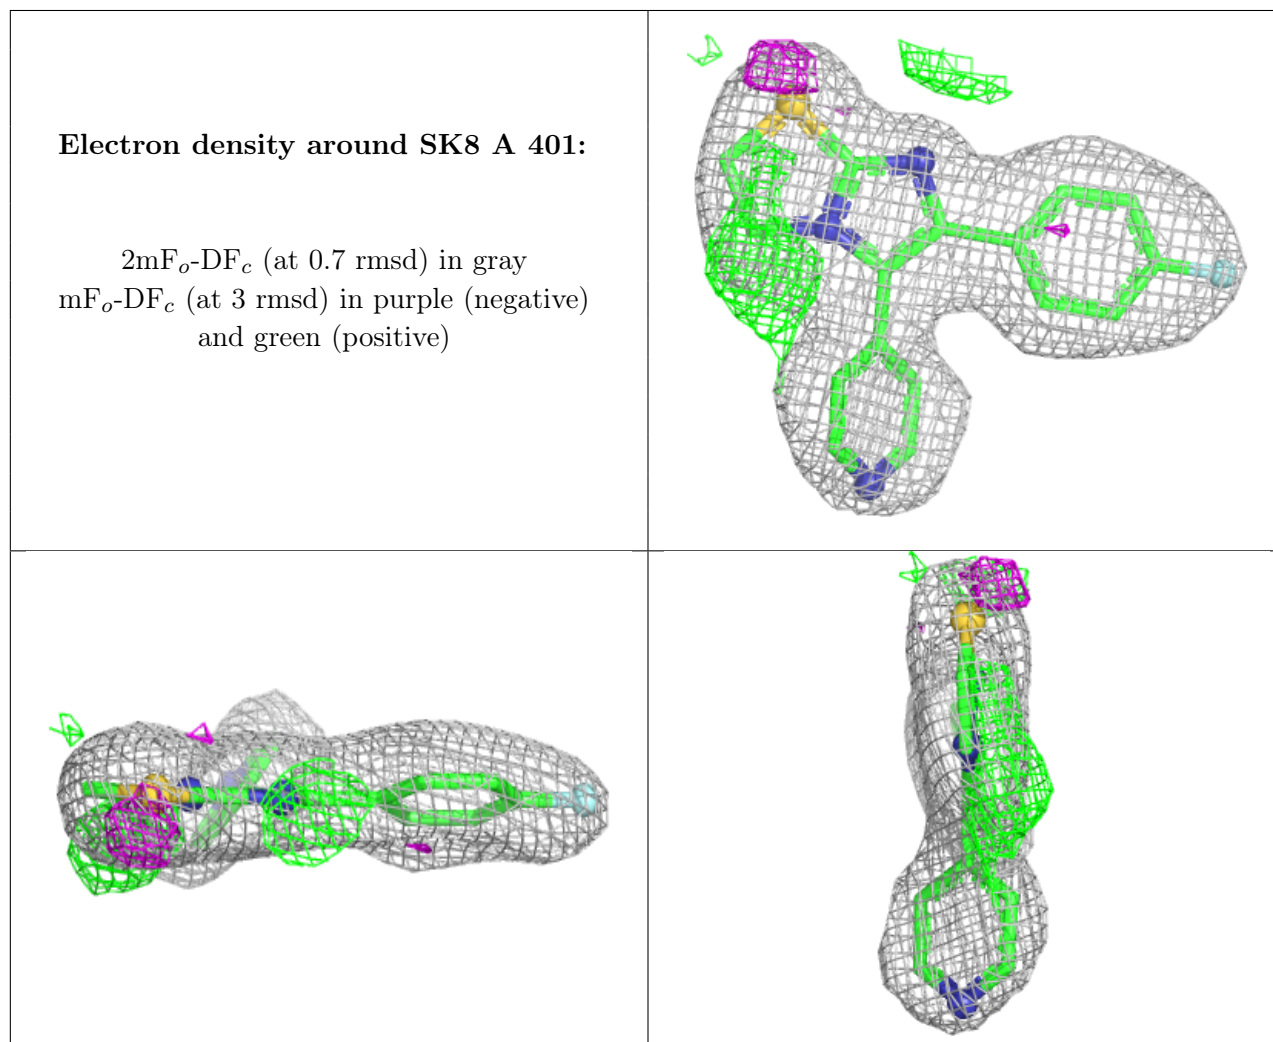 Electron density around SK8 A 401:
2mFₒ-DF𝒸 (at 0.7 rmsd) in gray
mFₒ-DF𝒸 (at 3 rmsd) in purple (negative)
and green (positive)